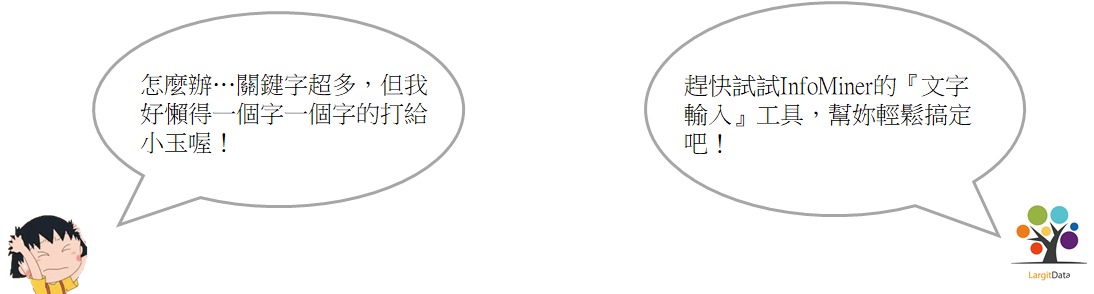 怎麼辦…關鍵字超多，但我
好懶得一個字一個字的打給
小玉喔！
趕快試試InfoMiner的『文字
輸入』工具，幫妳輕鬆搞定
吧！
LargitData